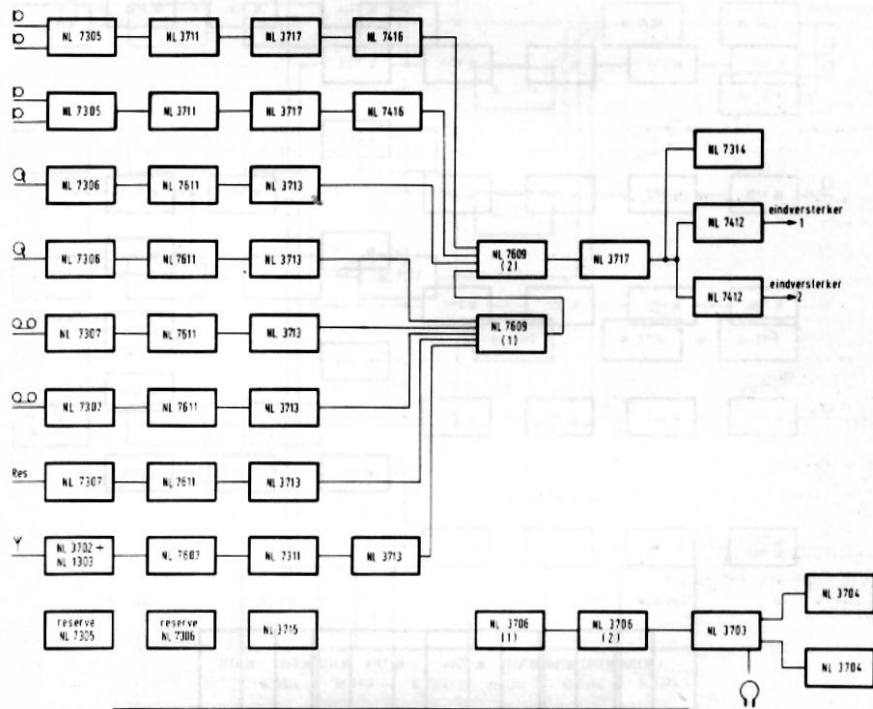 NL 7305
NL 3711
NL 3717
NL 7416
NL 7305
NL 3711
NL 3717
NL 7416
NL 7314
NL 7306
NL 7611
NL 3713
NL 7412
eindversterker
1
NL 7306
NL 7611
NL 3713
NL 7609
(2)
NL 3717
NL 7412
eindversterker
2
NL 7307
NL 7611
NL 3713
NL 7609
(1)
NL 7307
NL 7611
NL 3713
Res
NL 7307
NL 7611
NL 3713
NL 3702 +
NL 1303
NL 7607
NL 7311
NL 3713
reserve
NL 7305
reserve
NL 7306
NL 3715
NL 3706
(1)
NL 3706
(2)
NL 3703
NL 3704
NL 3704